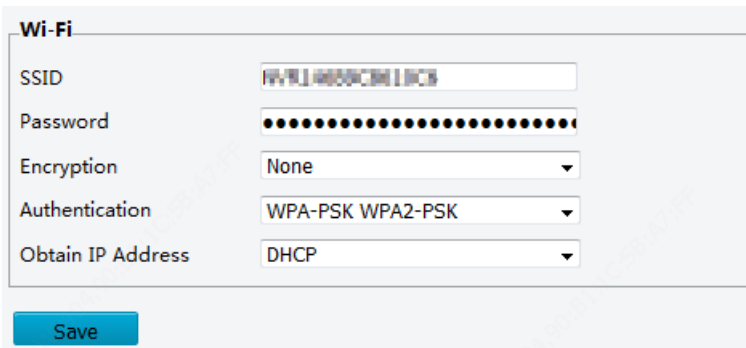 Wi-Fi
SSID
Password ●●●●●●●●●●●●●●●●●●●●●●●●●
Encryption None
Authentication WPA-PSK WPA2-PSK
Obtain IP Address DHCP
Save